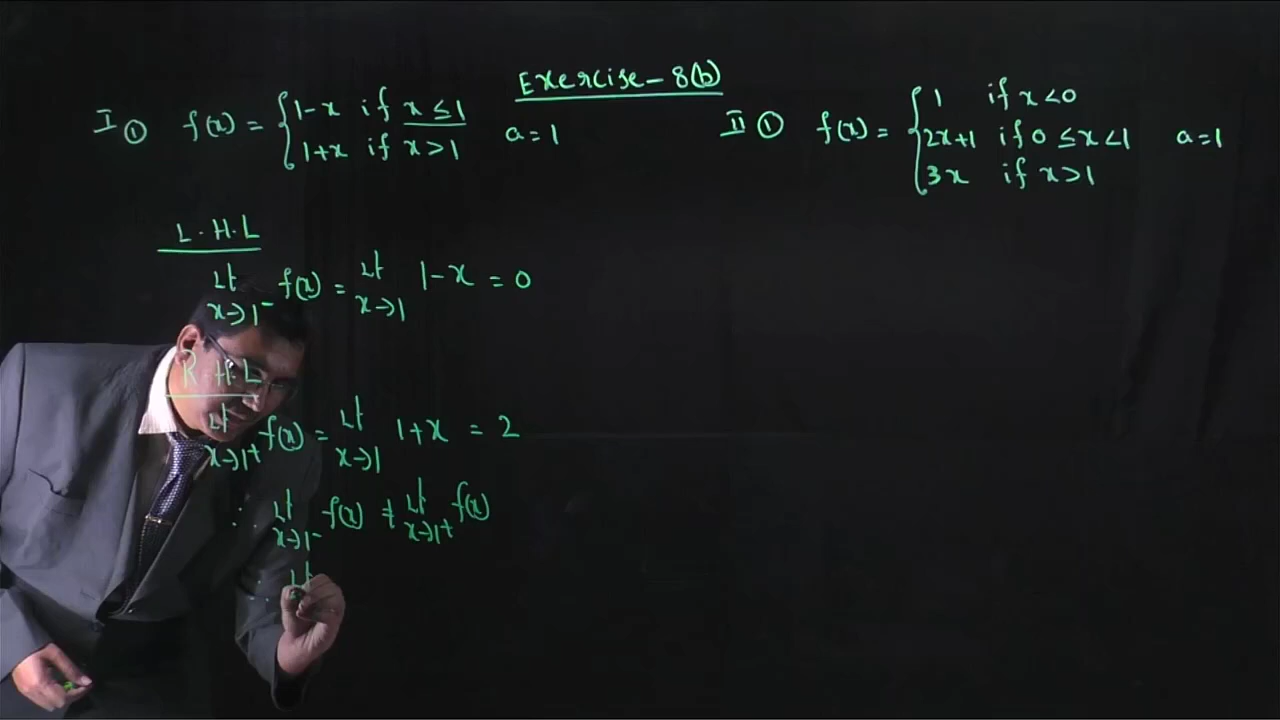 Exercise - 8(b)
I ① f(x) = { 1-x if x ≤ 1
1+x if x > 1 a = 1
L.H.L
Lt x→1⁻ f(x) = Lt x→1 1-x = 0
R.H.L
Lt x→1+ f(x) = Lt x→1 1+x = 2
∴ Lt x→1⁻ f(x) ≠ Lt x→1+ f(x)
∴ Lt
II ① f(x) = { 1 if x < 0
2x+1 if 0 ≤ x < 1 a = 1
3x if x > 1